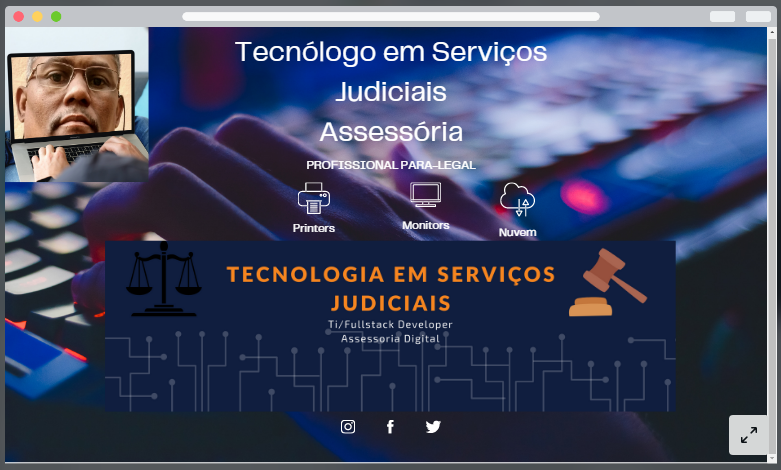 Tecnólogo em Serviços
Judiciais
Assessória
PROFISSIONAL PARA-LEGAL
Printers
Monitors
Nuvem
TECNOLOGIA EM SERVIÇOS
JUDICIAIS
Ti/Fullstack Developer
Assessoria Digital